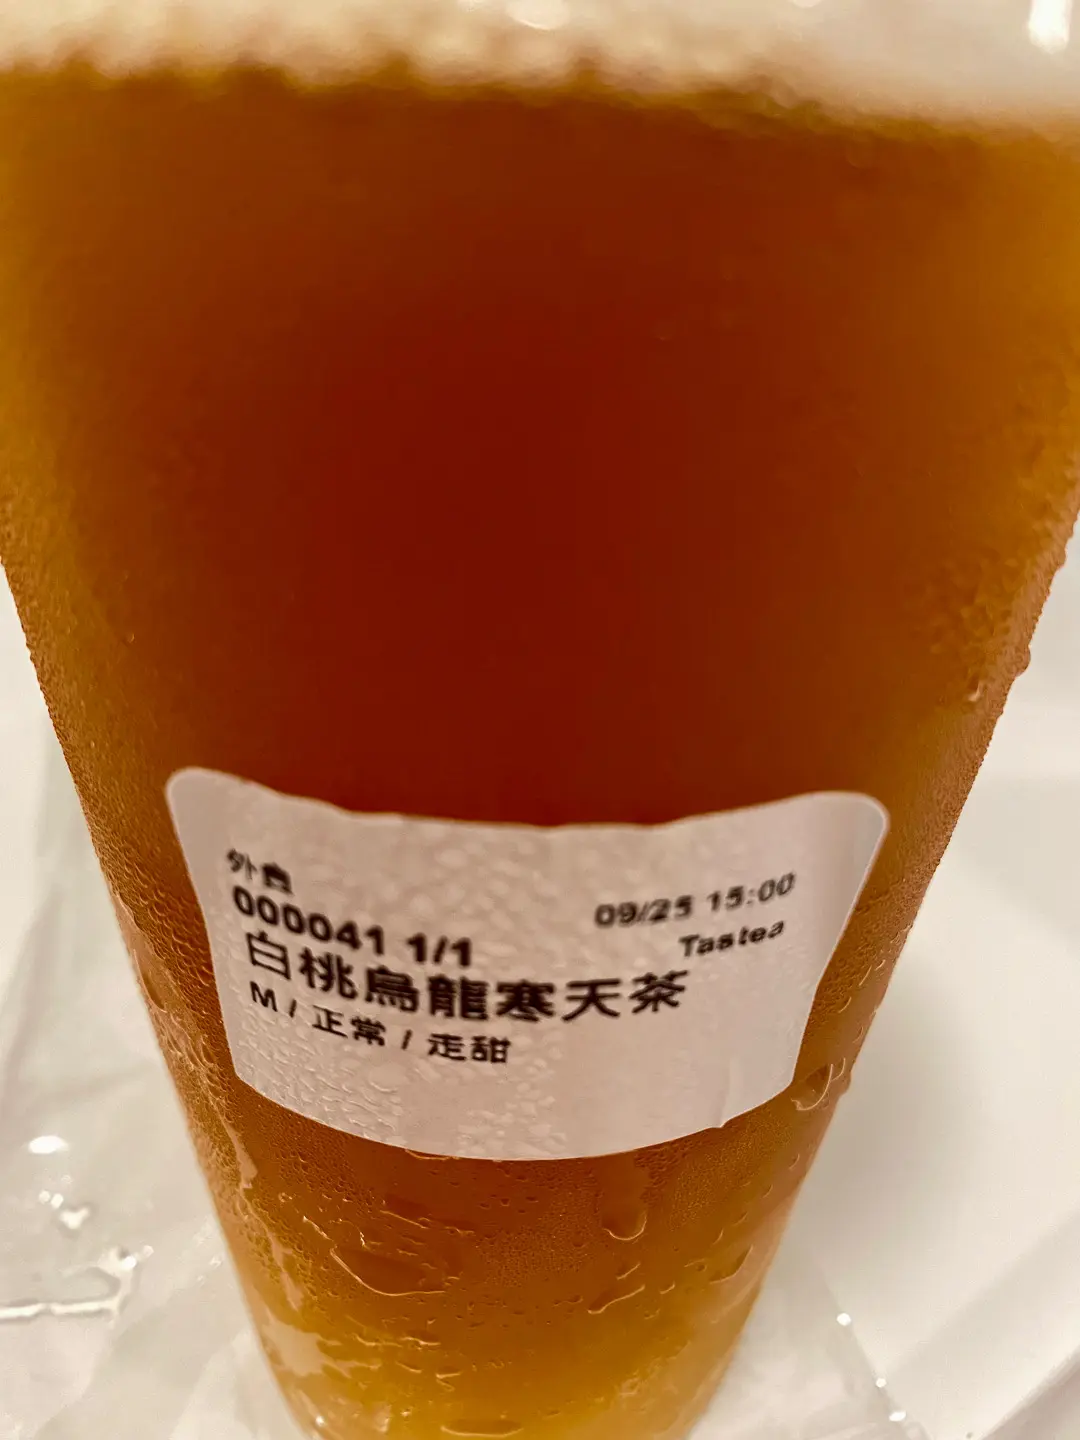 外賣
000041 1/1
09/25 15:00
Tastea
白桃烏龍寒天茶
M / 正常 / 走甜